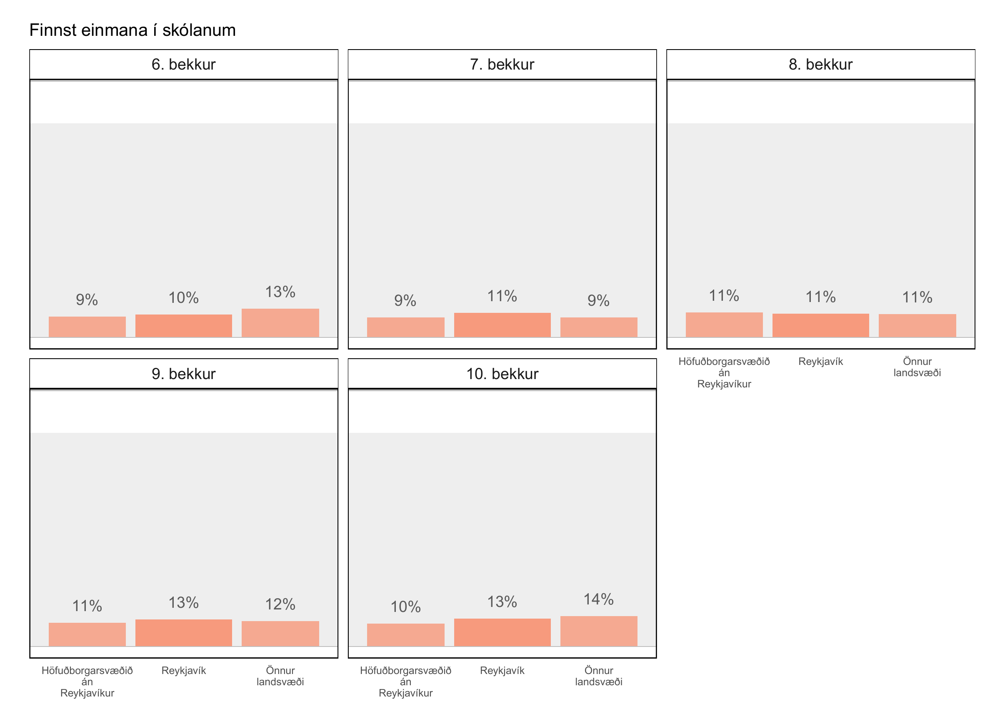 Finnst einmana í skólanum
6. bekkur
9%
10%
13%
7. bekkur
9%
11%
9%
8. bekkur
11%
11%
11%
Höfuðborgarsvæðið
án
Reykjavíkur
Reykjavík
Önnur
landsvæði
9. bekkur
11%
13%
12%
Höfuðborgarsvæðið
án
Reykjavíkur
Reykjavík
Önnur
landsvæði
10. bekkur
10%
13%
14%
Höfuðborgarsvæðið
án
Reykjavíkur
Reykjavík
Önnur
landsvæði